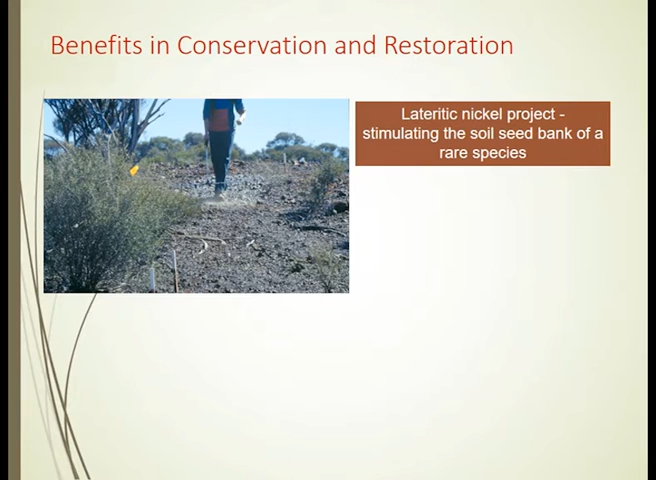 Benefits in Conservation and Restoration
Lateritic nickel project -
stimulating the soil seed bank of a
rare species